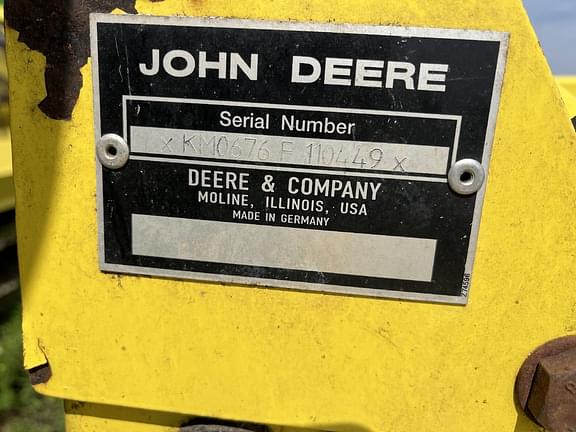 JOHN DEERE
Serial Number
x KM0676 F 110449 x
DEERE & COMPANY
MOLINE, ILLINOIS, USA
MADE IN GERMANY